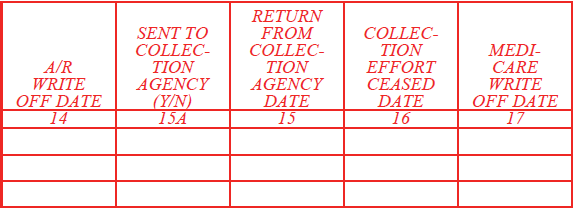 A/R
WRITE
OFF DATE
SENT TO
COLLEC-
TION
AGENCY
(Y/N)
RETURN
FROM
COLLEC-
TION
AGENCY
DATE
COLLEC-
TION
EFFORT
CEASED
DATE
MEDI-
CARE
WRITE
OFF DATE
14
15A
15
16
17